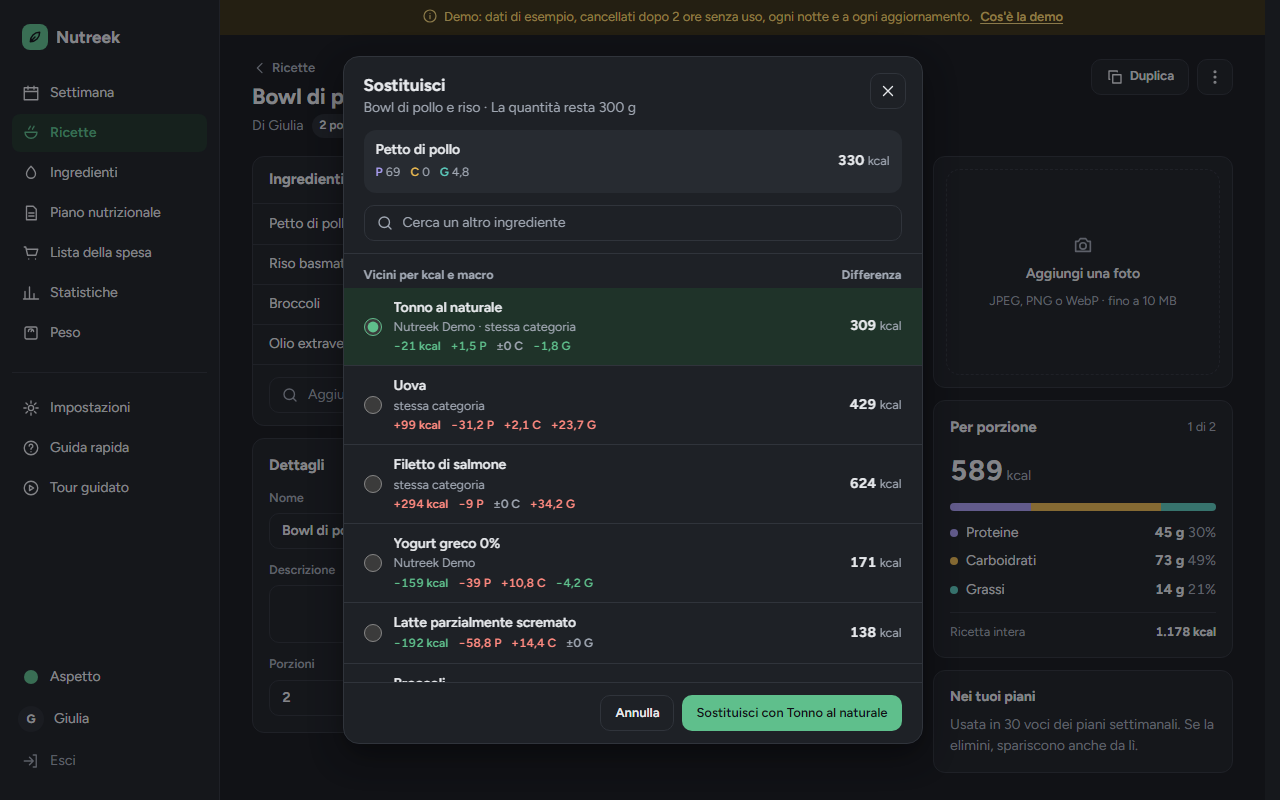 Demo: dati di esempio, cancellati dopo 2 ore senza uso, ogni notte e a ogni aggiornamento. Cos'è la demo
Nutreek
Settimana
Ricette
Ingredienti
Piano nutrizionale
Lista della spesa
Statistiche
Peso
Impostazioni
Guida rapida
Tour guidato
Aspetto
G Giulia
Esci
Ricette
Bowl di p
Di Giulia 2 po
Duplica
Ingredienti
Petto di poll
Riso basmat
Broccoli
Olio extrave
Aggiu
Dettagli
Nome
Bowl di po
Descrizione
Porzioni
2
Sostituisci
Bowl di pollo e riso · La quantità resta 300 g
Petto di pollo
P 69 C 0 G 4,8
330 kcal
Cerca un altro ingrediente
Vicini per kcal e macro Differenza
Tonno al naturale
Nutreek Demo · stessa categoria
−21 kcal +1,5 P ±0 C −1,8 G
309 kcal
Uova
stessa categoria
+99 kcal −31,2 P +2,1 C +23,7 G
429 kcal
Filetto di salmone
stessa categoria
+294 kcal −9 P ±0 C +34,2 G
624 kcal
Yogurt greco 0%
Nutreek Demo
−159 kcal −39 P +10,8 C −4,2 G
171 kcal
Latte parzialmente scremato
−192 kcal −58,8 P +14,4 C ±0 G
138 kcal
Broccoli
Annulla
Sostituisci con Tonno al naturale
Aggiungi una foto
JPEG, PNG o WebP · fino a 10 MB
Per porzione 1 di 2
589 kcal
Proteine 45 g 30%
Carboidrati 73 g 49%
Grassi 14 g 21%
Ricetta intera 1.178 kcal
Nei tuoi piani
Usata in 30 voci dei piani settimanali. Se la
elimini, spariscono anche da lì.